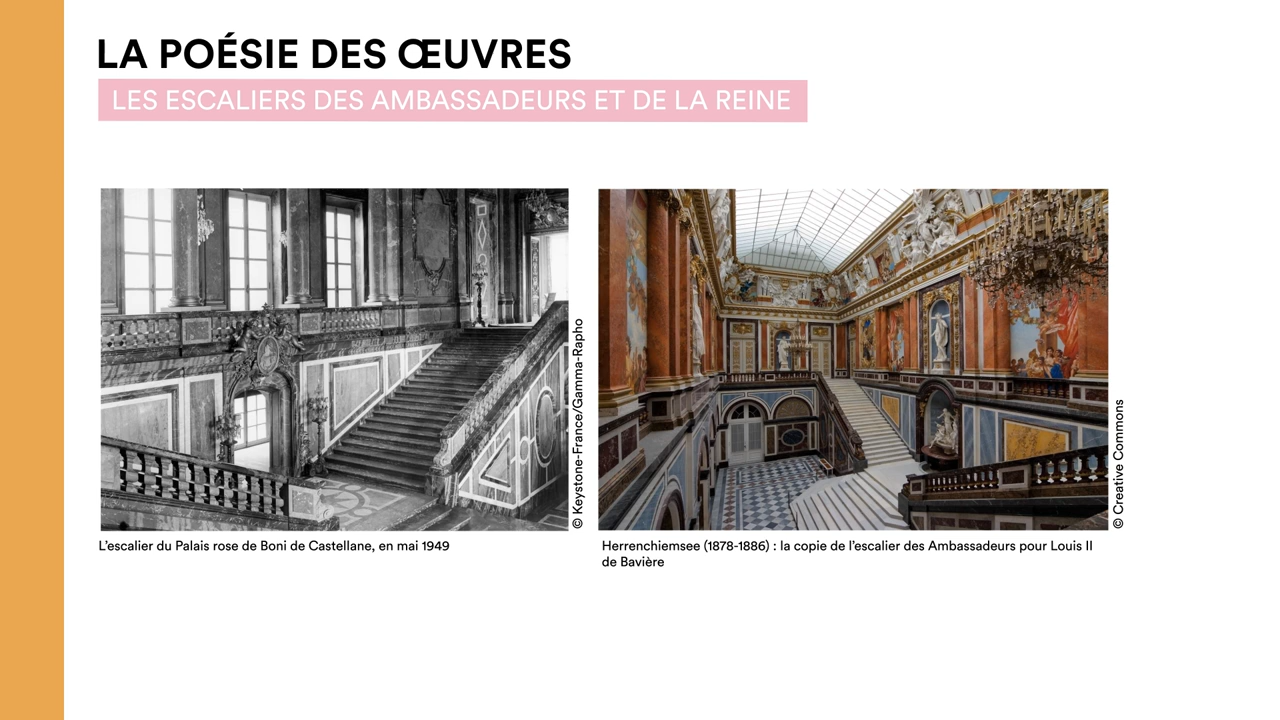 LA POÉSIE DES ŒUVRES
LES ESCALIERS DES AMBASSADEURS ET DE LA REINE
© Keystone-France/Gamma-Rapho
© Creative Commons
L’escalier du Palais rose de Boni de Castellane, en mai 1949
Herrenchiemsee (1878-1886) : la copie de l’escalier des Ambassadeurs pour Louis II
de Bavière